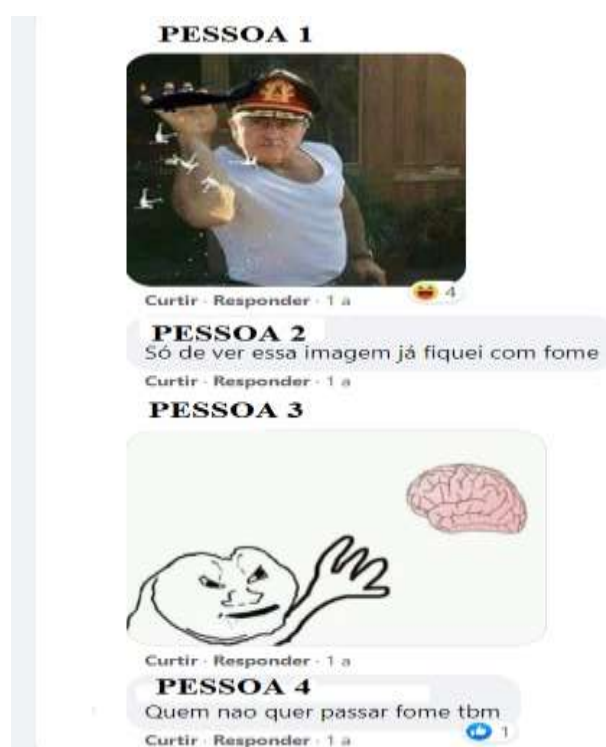 PESSOA 1
Curtir · Responder · 1 a
4
PESSOA 2
Só de ver essa imagem já fiquei com fome
Curtir · Responder · 1 a
PESSOA 3
Curtir · Responder · 1 a
PESSOA 4
Quem nao quer passar fome tbm
1
Curtir · Responder · 1 a